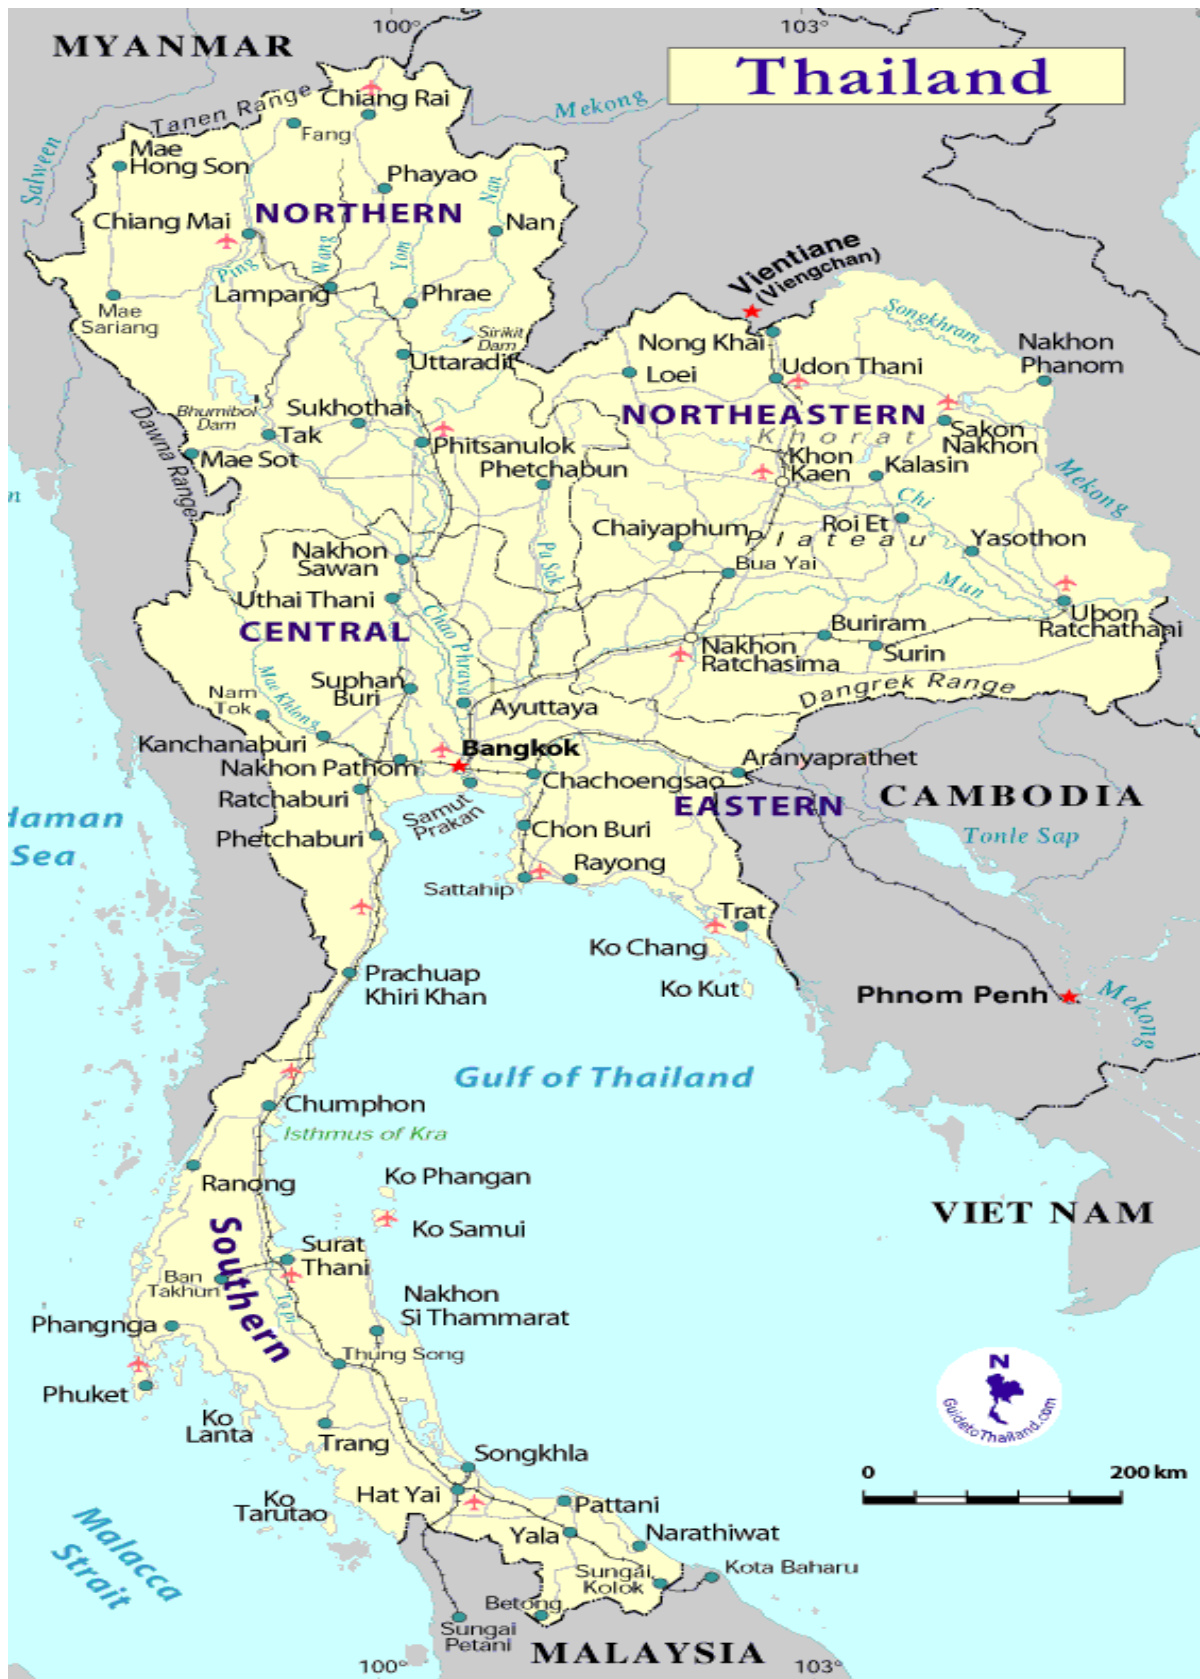 100°
103°
MYANMAR
Thailand
Tanen Range
Chiang Rai
Mekong
Fang
Salween
Mae
Hong Son
Phayao
Nan
Chiang Mai
NORTHERN
Nan
Wang
Yom
Ping
Vientiane
(Viengchan)
Lampang
Phrae
Mae
Sariang
Songkhram
Sirikit
Dam
Nong Khai
Nakhon
Phanom
Uttaradit
Loei
Udon Thani
Bhumibol
Dam
Sukhothai
NORTHEASTERN
Dawna Range
Tak
Phitsanulok
Khorat
Sakon
Nakhon
Mae Sot
Phetchabun
Khon
Kaen
Kalasin
Mekong
n
Chi
Chaiyaphum
Roi Et
Plateau
Yasothon
Nakhon
Sawan
Pa Sak
Bua Yai
Mun
Uthai Thani
Chao Phraya
CENTRAL
Buriram
Ubon
Ratchathani
Nakhon
Ratchasima
Surin
Mae Khlong
Suphan
Buri
Dangrek Range
Nam
Tok
Ayuttaya
Kanchanaburi
Bangkok
Nakhon Pathom
Aranyaprathet
Chachoengsao
Ratchaburi
Samut
Prakan
EASTERN
CAMBODIA
daman
Sea
Phetchaburi
Chon Buri
Tonle Sap
Rayong
Sattahip
Trat
Ko Chang
Prachuap
Khiri Khan
Ko Kut
Phnom Penh
Mekong
Gulf of Thailand
Chumphon
Isthmus of Kra
Ko Phangan
Ranong
VIET NAM
Ko Samui
Southern
Surat
Thani
Ban
Takhun
Tapi
Nakhon
Si Thammarat
Phangnga
Thung Song
N
GuidetoThailand.com
Phuket
Ko
Lanta
Trang
Songkhla
0
200 km
Hat Yai
Ko
Tarutao
Pattani
Yala
Narathiwat
Malacca
Strait
Sungai
Kolok
Kota Baharu
Betong
Sungai
Petani
MALAYSIA
100°
103°